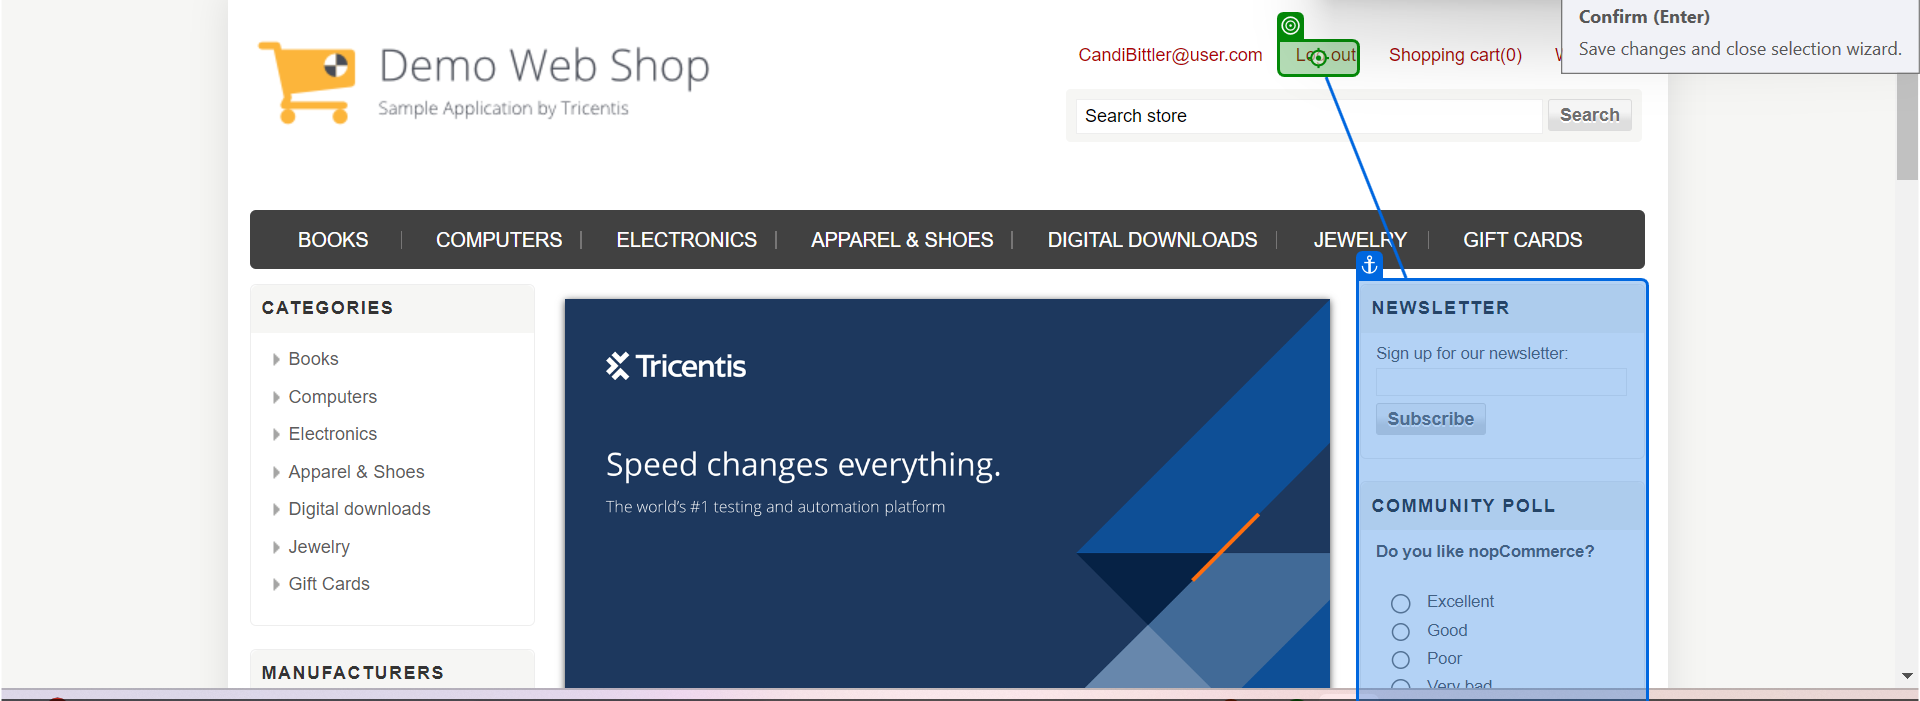 Confirm (Enter)
Save changes and close selection wizard.
Demo Web Shop
Sample Application by Tricentis
CandiBittler@user.com Log out Shopping cart(0)
Search store Search
BOOKS COMPUTERS ELECTRONICS APPAREL & SHOES DIGITAL DOWNLOADS JEWELRY GIFT CARDS
CATEGORIES
Books
Computers
Electronics
Apparel & Shoes
Digital downloads
Jewelry
Gift Cards
MANUFACTURERS
Tricentis
Speed changes everything.
The world's #1 testing and automation platform
NEWSLETTER
Sign up for our newsletter:
Subscribe
COMMUNITY POLL
Do you like nopCommerce?
Excellent
Good
Poor
Very bad